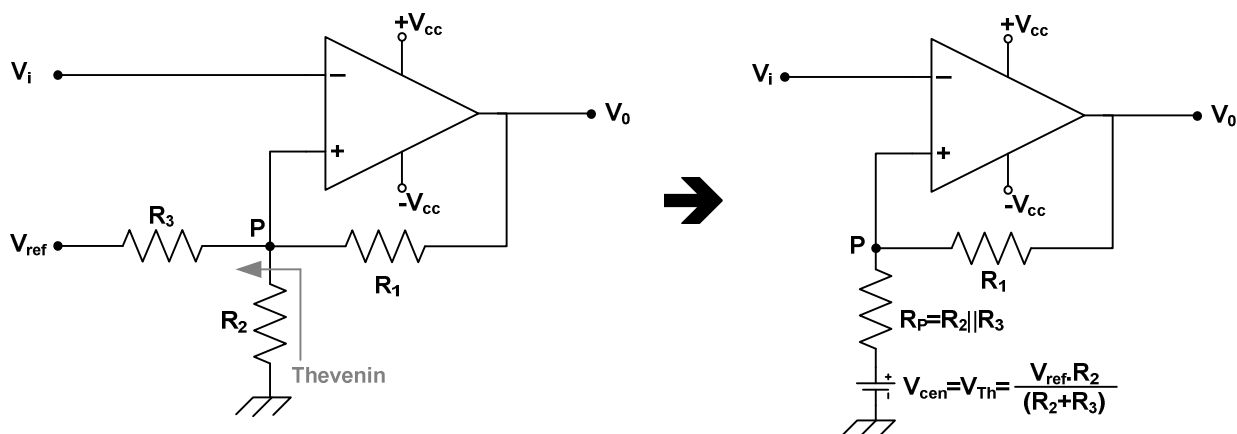 +Vcc
Vi
−
V0
+
-Vcc
R3
Vref
P
R1
R2
Thevenin
+Vcc
Vi
−
V0
+
-Vcc
P
R1
RP=R2||R3
+
Vcen=VTh= Vref.R2
(R2+R3)